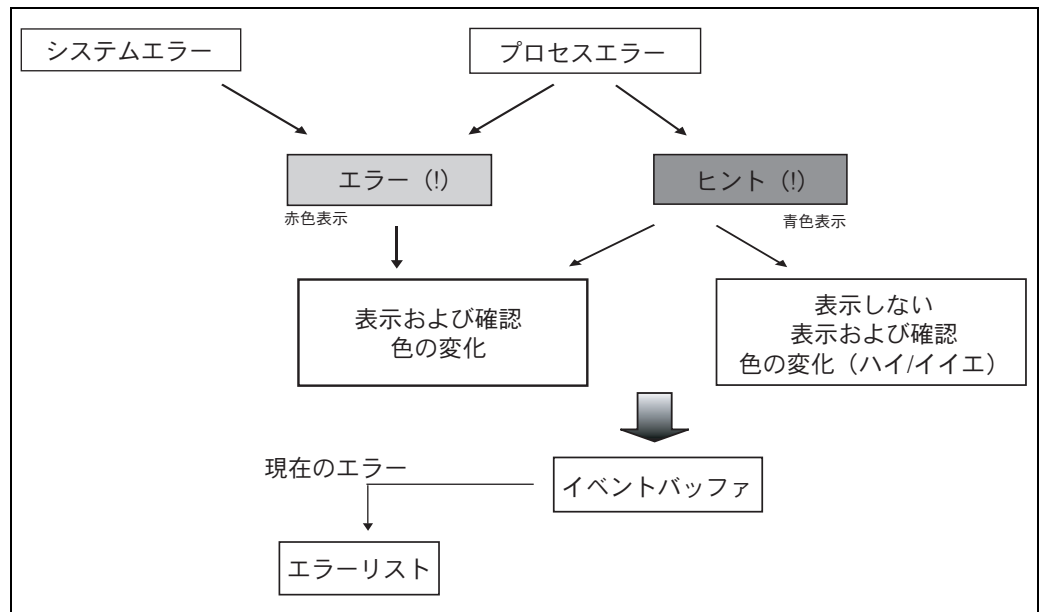 システムエラー
プロセスエラー
エラー (!)
ヒント (!)
赤色表示
青色表示
表示および確認
色の変化
表示しない
表示および確認
色の変化（ハイ/イイエ）
現在のエラー
イベントバッファ
エラーリスト